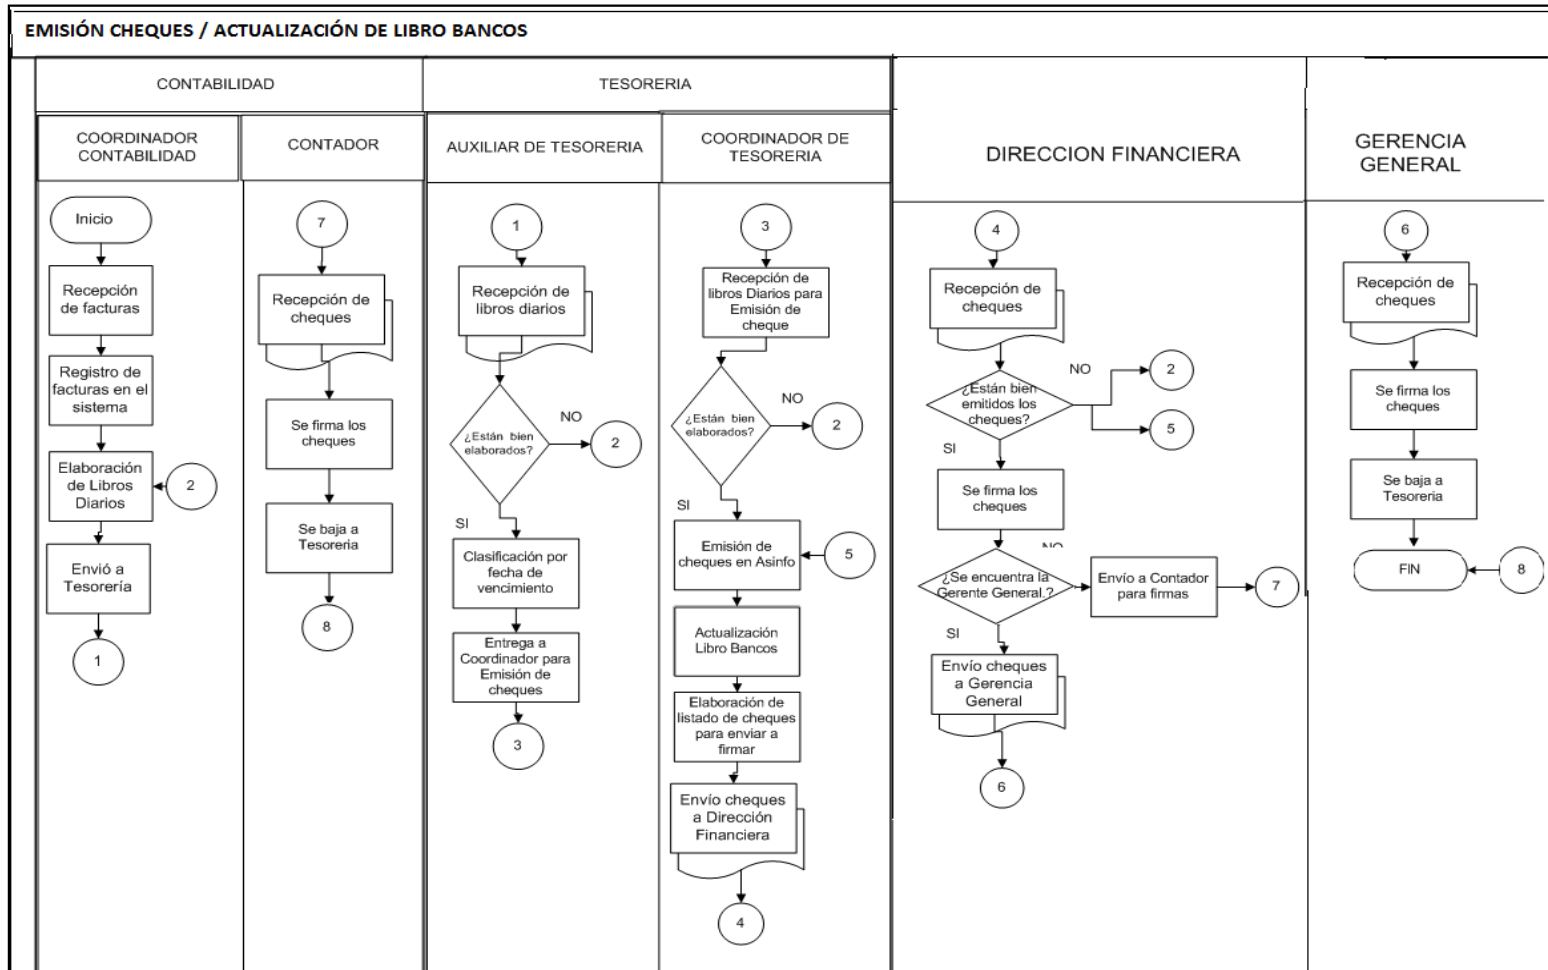 EMISIÓN CHEQUES / ACTUALIZACIÓN DE LIBRO BANCOS
CONTABILIDAD
TESORERIA
DIRECCION FINANCIERA
GERENCIA
GENERAL
COORDINADOR
CONTABILIDAD
CONTADOR
AUXILIAR DE TESORERIA
COORDINADOR DE
TESORERIA
Inicio
Recepción
de facturas
Registro de
facturas en el
sistema
Elaboración
de Libros
Diarios
2
Envió a
Tesorería
1
7
Recepción de
cheques
Se firma los
cheques
Se baja a
Tesoreria
8
1
Recepción de
libros diarios
¿Están bien
elaborados?
NO
2
SI
Clasificación por
fecha de
vencimiento
Entrega a
Coordinador para
Emisión de
cheques
3
3
Recepción de
libros Diarios para
Emisión de
cheque
¿Están bien
elaborados?
NO
2
SI
Emisión de
cheques en Asinfo
5
Actualización
Libro Bancos
Elaboración de
listado de cheques
para enviar a
firmar
Envío cheques
a Dirección
Financiera
4
4
Recepción de
cheques
¿Están bien
emitidos los
cheques?
NO
2
5
SI
Se firma los
cheques
NO
¿Se encuentra la
Gerente General.?
Envío a Contador
para firmas
7
SI
Envío cheques
a Gerencia
General
6
6
Recepción de
cheques
Se firma los
cheques
Se baja a
Tesoreria
FIN
8